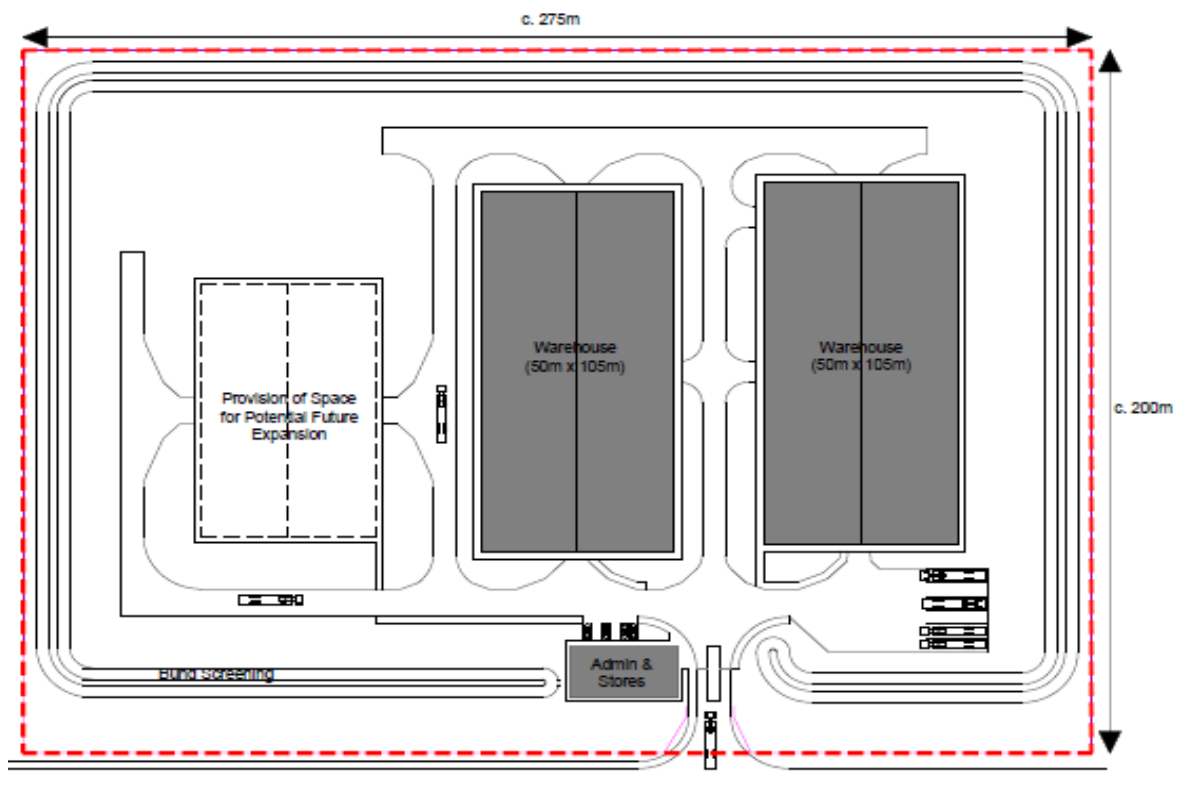 c. 275m
Warehouse
(50m x 105m)
Warehouse
(50m x 105m)
Provision of Space
for Potential Future
Expansion
c. 200m
Admin &
Stores
Bund Screening